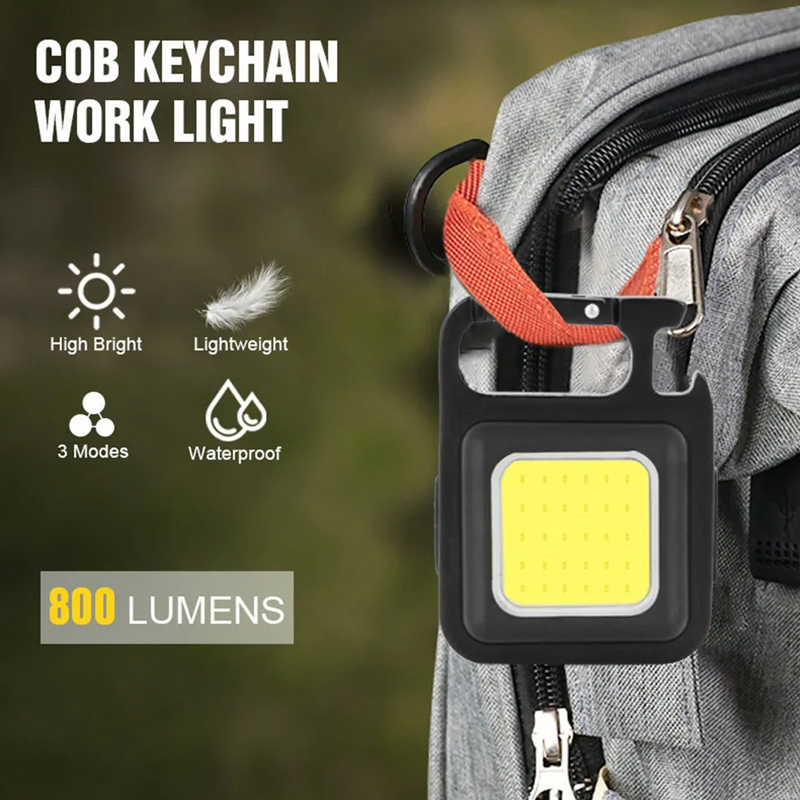 COB KEYCHAIN
WORK LIGHT
High Bright
Lightweight
3 Modes
Waterproof
800 LUMENS